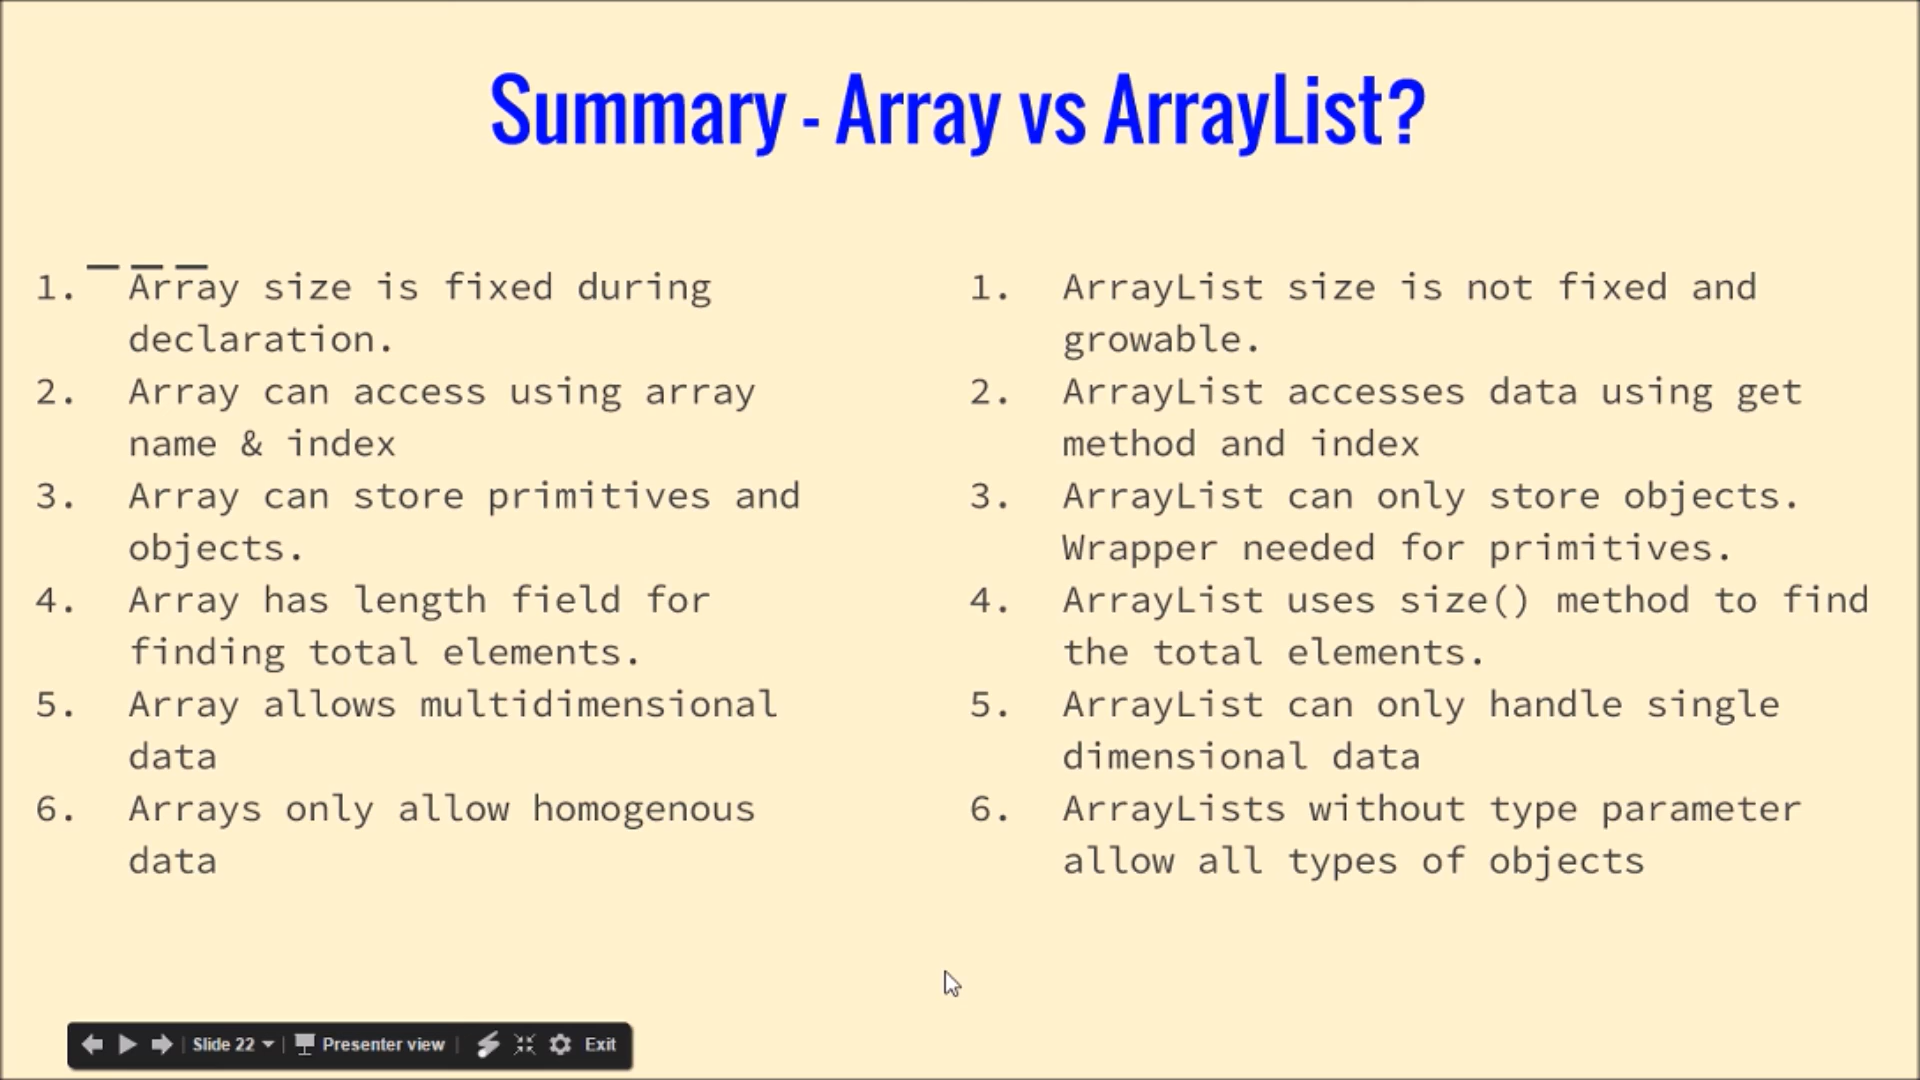 Summary - Array vs ArrayList?
1. Array size is fixed during
declaration.
2. Array can access using array
name & index
3. Array can store primitives and
objects.
4. Array has length field for
finding total elements.
5. Array allows multidimensional
data
6. Arrays only allow homogenous
data
1. ArrayList size is not fixed and
growable.
2. ArrayList accesses data using get
method and index
3. ArrayList can only store objects.
Wrapper needed for primitives.
4. ArrayList uses size() method to find
the total elements.
5. ArrayList can only handle single
dimensional data
6. ArrayLists without type parameter
allow all types of objects
Slide 22 Presenter view Exit